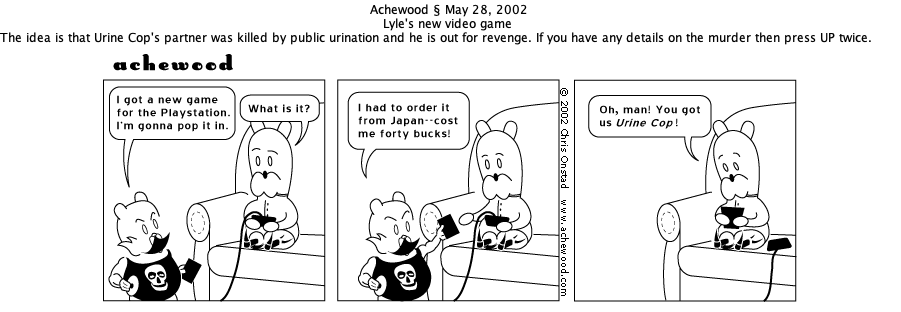 Achewood § May 28, 2002
Lyle's new video game
The idea is that Urine Cop's partner was killed by public urination and he is out for revenge. If you have any details on the murder then press UP twice.
achewood
I got a new game
for the Playstation.
I'm gonna pop it in.
What is it?
I had to order it
from Japan--cost
me forty bucks!
© 2002 Chris Onstad www.achewood.com
Oh, man! You got
us Urine Cop!